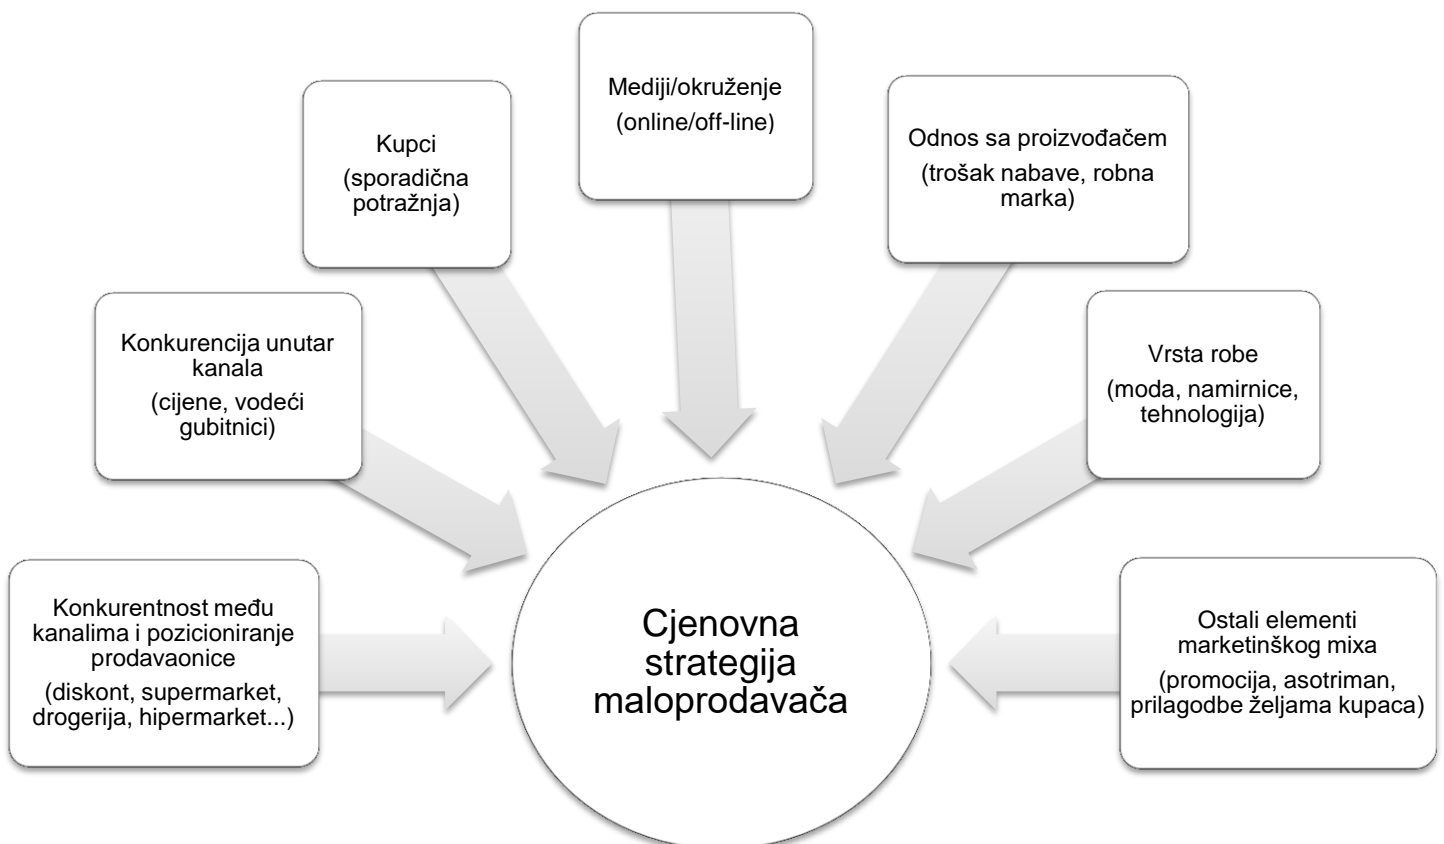 Mediji/okruženje
(online/off-line)
Kupci
(sporadična
potražnja)
Odnos sa proizvođačem
(trošak nabave, robna
marka)
Konkurencija unutar
kanala
(cijene, vodeći
gubitnici)
Vrsta robe
(moda, namirnice,
tehnologija)
Konkurentnost među
kanalima i pozicioniranje
prodavaonice
(diskont, supermarket,
drogerija, hipermarket...)
Cjenovna
strategija
maloprodavača
Ostali elementi
marketinškog mixa
(promocija, asotriman,
prilagodbe željama kupaca)